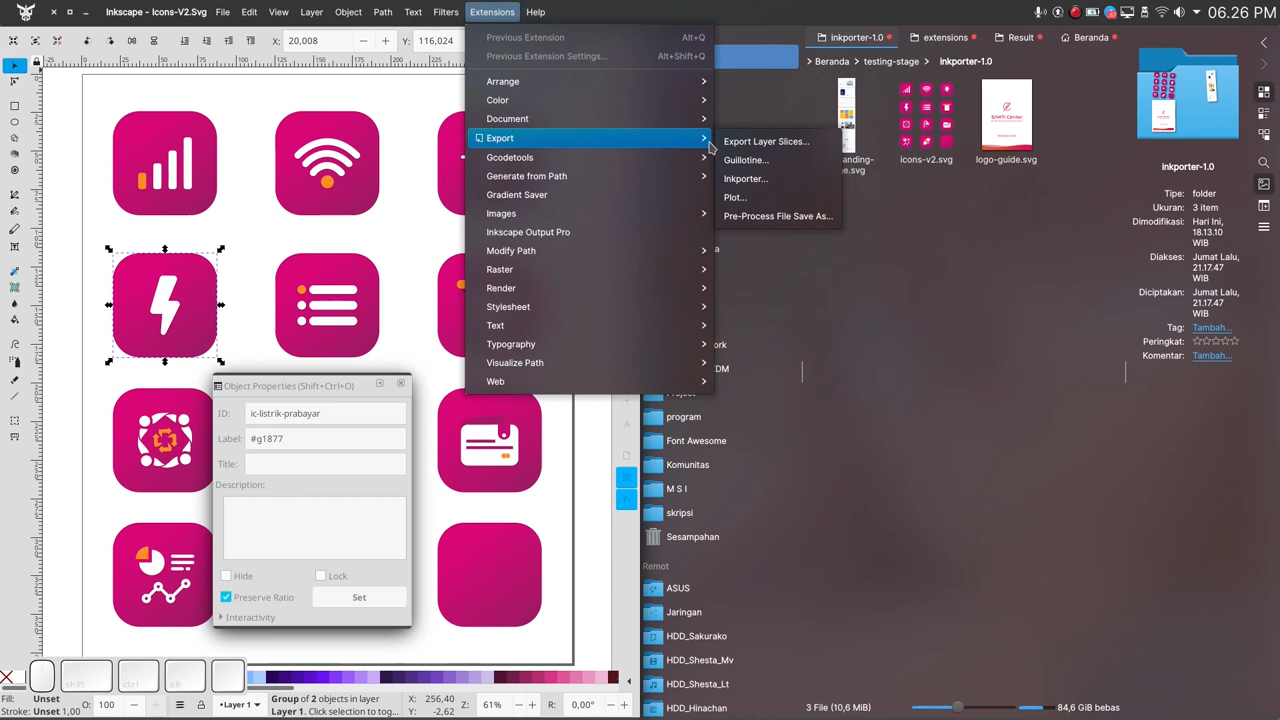 Inkscape - Icons-V2.Svg
File Edit View Layer Object Path Text Filters Extensions Help
06.26 PM
X: 20,008 Y: 116,024
Previous Extension Alt+Q
Previous Extension Settings... Alt+Shift+Q
Arrange
Color
Document
Export
Gcodetools
Generate from Path
Gradient Saver
Images
Inkscape Output Pro
Modify Path
Raster
Render
Stylesheet
Text
Typography
Visualize Path
Web
Export Layer Slices...
Guillotine...
Inkporter...
Plot...
Pre-Process File Save As...
inkporter-1.0 extensions Result Beranda
Beranda testing-stage inkporter-1.0
icons-v2.svg
SAKTI Center
logo-guide.svg
Tipe: folder
Ukuran: 3 item
Dimodifikasi: Hari Ini,
18.13.10
WIB
Diakses: Jumat Lalu,
21.17.47
WIB
Diciptakan: Jumat Lalu,
21.17.47
WIB
Tag: Tambah...
Peringkat:
Komentar: Tambah...
Object Properties (Shift+Ctrl+O)
ID: ic-listrik-prabayar
Label: #g1877
Title:
Description:
Hide Lock
Preserve Ratio Set
Interactivity
program
Font Awesome
Komunitas
M S I
skripsi
Sesampahan
Remot
ASUS
Jaringan
HDD_Sakurako
HDD_Shesta_Mv
HDD_Shesta_Lt
HDD_Hinachan
shift ctrl alt
Fill: Unset
Stroke: Unset 1,00
O: 100
Layer 1
Group of 2 objects in layer
Layer 1. Click selection to tog...
X: 256,40
Y: -2,62
61%
R: 0,00°
3 File (10,6 MiB)
84,6 GiB bebas